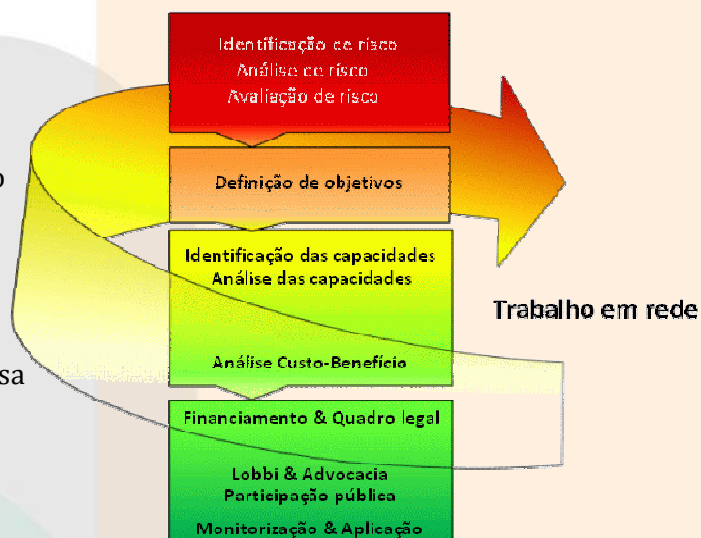 Identificação de risco
Análise de risco
Avaliação de risco
o
Definição de objetivos
Identificação das capacidades
Análise das capacidades
Trabalho em rede
Análise Custo-Benefício
sa
Financiamento & Quadro legal
Lobbi & Advocacia
Participação pública
Monitorização & Aplicação